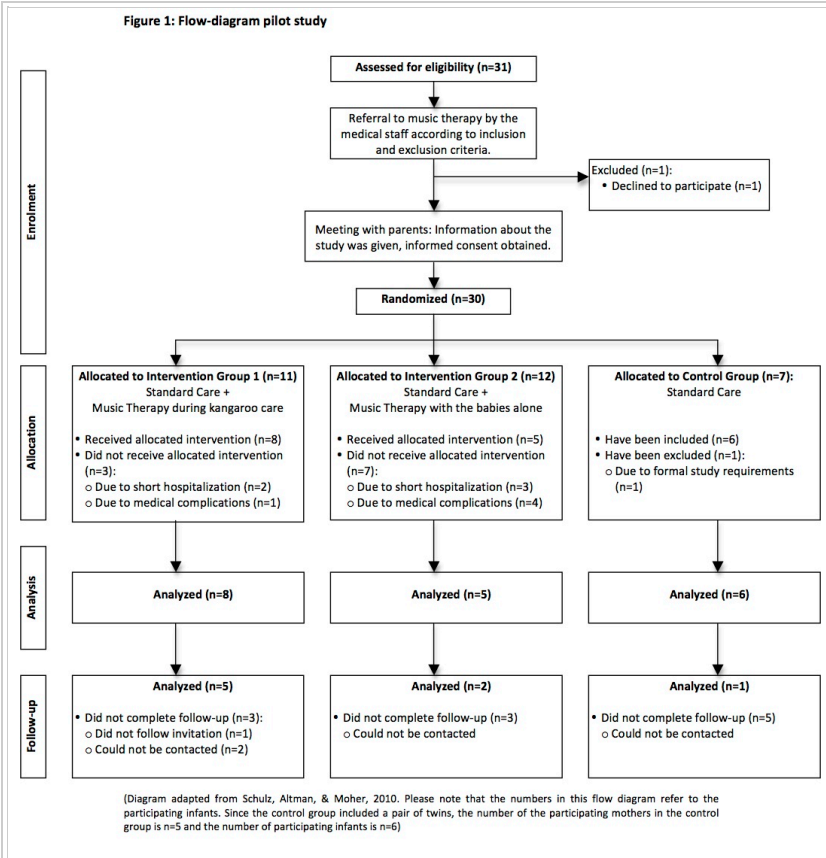 Figure 1: Flow-diagram pilot study
Assessed for eligibility (n=31)
Referral to music therapy by the
medical staff according to inclusion
and exclusion criteria.
Excluded (n=1):
• Declined to participate (n=1)
Meeting with parents: Information about the
study was given, informed consent obtained.
Randomized (n=30)
Enrolment
Allocated to Intervention Group 1 (n=11)
Standard Care +
Music Therapy during kangaroo care
• Received allocated intervention (n=8)
• Did not receive allocated intervention
(n=3):
o Due to short hospitalization (n=2)
o Due to medical complications (n=1)
Allocated to Intervention Group 2 (n=12)
Standard Care +
Music Therapy with the babies alone
• Received allocated intervention (n=5)
• Did not receive allocated intervention
(n=7):
o Due to short hospitalization (n=3)
o Due to medical complications (n=4)
Allocated to Control Group (n=7):
Standard Care
• Have been included (n=6)
• Have been excluded (n=1):
o Due to formal study requirements
(n=1)
Allocation
Analyzed (n=8)
Analyzed (n=5)
Analyzed (n=6)
Analysis
Analyzed (n=5)
• Did not complete follow-up (n=3):
o Did not follow invitation (n=1)
o Could not be contacted (n=2)
Analyzed (n=2)
• Did not complete follow-up (n=3)
o Could not be contacted
Analyzed (n=1)
• Did not complete follow-up (n=5)
o Could not be contacted
Follow-up
(Diagram adapted from Schulz, Altman, & Moher, 2010. Please note that the numbers in this flow diagram refer to the
participating infants. Since the control group included a pair of twins, the number of the participating mothers in the control
group is n=5 and the number of participating infants is n=6)